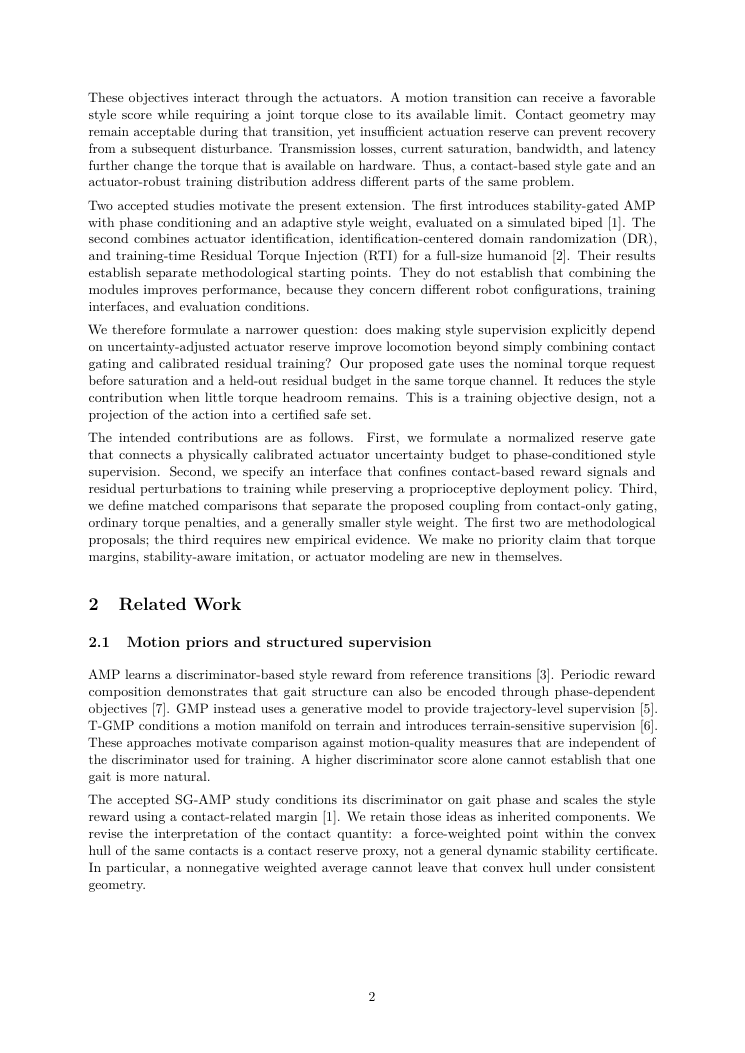 These objectives interact through the actuators. A motion transition can receive a favorable
style score while requiring a joint torque close to its available limit. Contact geometry may
remain acceptable during that transition, yet insufficient actuation reserve can prevent recovery
from a subsequent disturbance. Transmission losses, current saturation, bandwidth, and latency
further change the torque that is available on hardware. Thus, a contact-based style gate and an
actuator-robust training distribution address different parts of the same problem.
Two accepted studies motivate the present extension. The first introduces stability-gated AMP
with phase conditioning and an adaptive style weight, evaluated on a simulated biped [1]. The
second combines actuator identification, identification-centered domain randomization (DR),
and training-time Residual Torque Injection (RTI) for a full-size humanoid [2]. Their results
establish separate methodological starting points. They do not establish that combining the
modules improves performance, because they concern different robot configurations, training
interfaces, and evaluation conditions.
We therefore formulate a narrower question: does making style supervision explicitly depend
on uncertainty-adjusted actuator reserve improve locomotion beyond simply combining contact
gating and calibrated residual training? Our proposed gate uses the nominal torque request
before saturation and a held-out residual budget in the same torque channel. It reduces the style
contribution when little torque headroom remains. This is a training objective design, not a
projection of the action into a certified safe set.
The intended contributions are as follows. First, we formulate a normalized reserve gate
that connects a physically calibrated actuator uncertainty budget to phase-conditioned style
supervision. Second, we specify an interface that confines contact-based reward signals and
residual perturbations to training while preserving a proprioceptive deployment policy. Third,
we define matched comparisons that separate the proposed coupling from contact-only gating,
ordinary torque penalties, and a generally smaller style weight. The first two are methodological
proposals; the third requires new empirical evidence. We make no priority claim that torque
margins, stability-aware imitation, or actuator modeling are new in themselves.
2 Related Work
2.1 Motion priors and structured supervision
AMP learns a discriminator-based style reward from reference transitions [3]. Periodic reward
composition demonstrates that gait structure can also be encoded through phase-dependent
objectives [7]. GMP instead uses a generative model to provide trajectory-level supervision [5].
T-GMP conditions a motion manifold on terrain and introduces terrain-sensitive supervision [6].
These approaches motivate comparison against motion-quality measures that are independent of
the discriminator used for training. A higher discriminator score alone cannot establish that one
gait is more natural.
The accepted SG-AMP study conditions its discriminator on gait phase and scales the style
reward using a contact-related margin [1]. We retain those ideas as inherited components. We
revise the interpretation of the contact quantity: a force-weighted point within the convex
hull of the same contacts is a contact reserve proxy, not a general dynamic stability certificate.
In particular, a nonnegative weighted average cannot leave that convex hull under consistent
geometry.
2